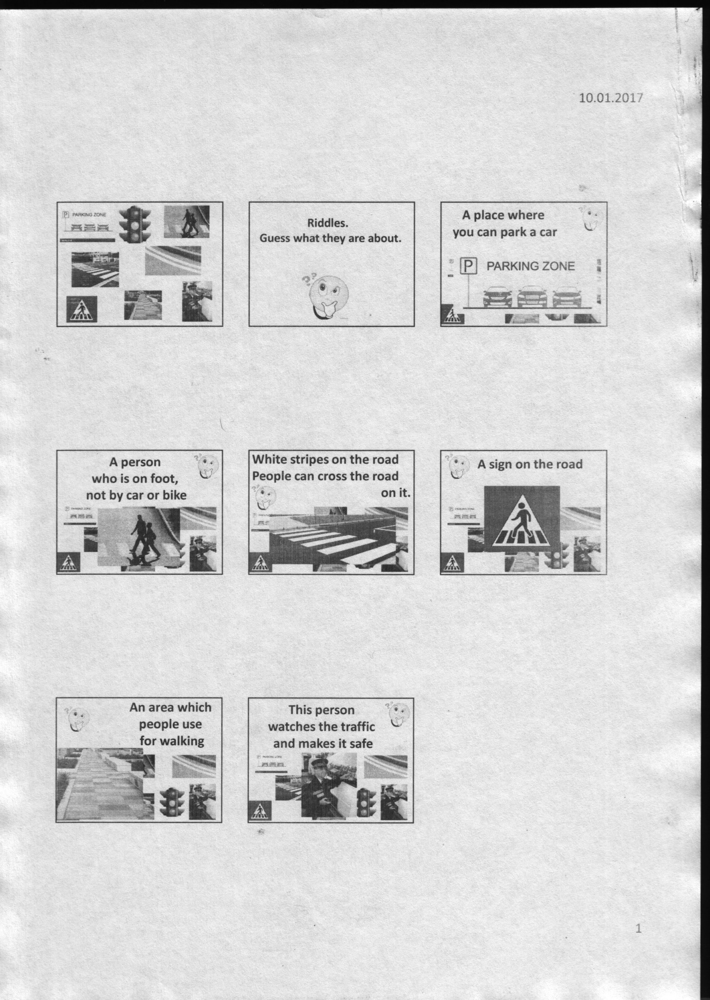 10.01.2017
P PARKING ZONE
Riddles.
Guess what they are about.
A place where
you can park a car
P PARKING ZONE
A person
who is on foot,
not by car or bike
PARKING ZONE
White stripes on the road
People can cross the road
on it.
A sign on the road
PARKING ZONE
An area which
people use
for walking
This person
watches the traffic
and makes it safe
PARKING ZONE
1